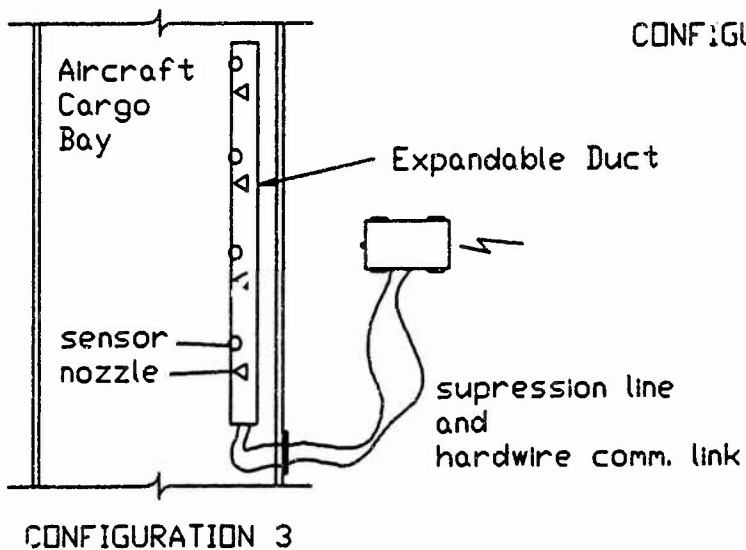 CONFIGU
Aircraft
Cargo
Bay
Expandable Duct
sensor
nozzle
supression line
and
hardwire comm. link
CONFIGURATION 3